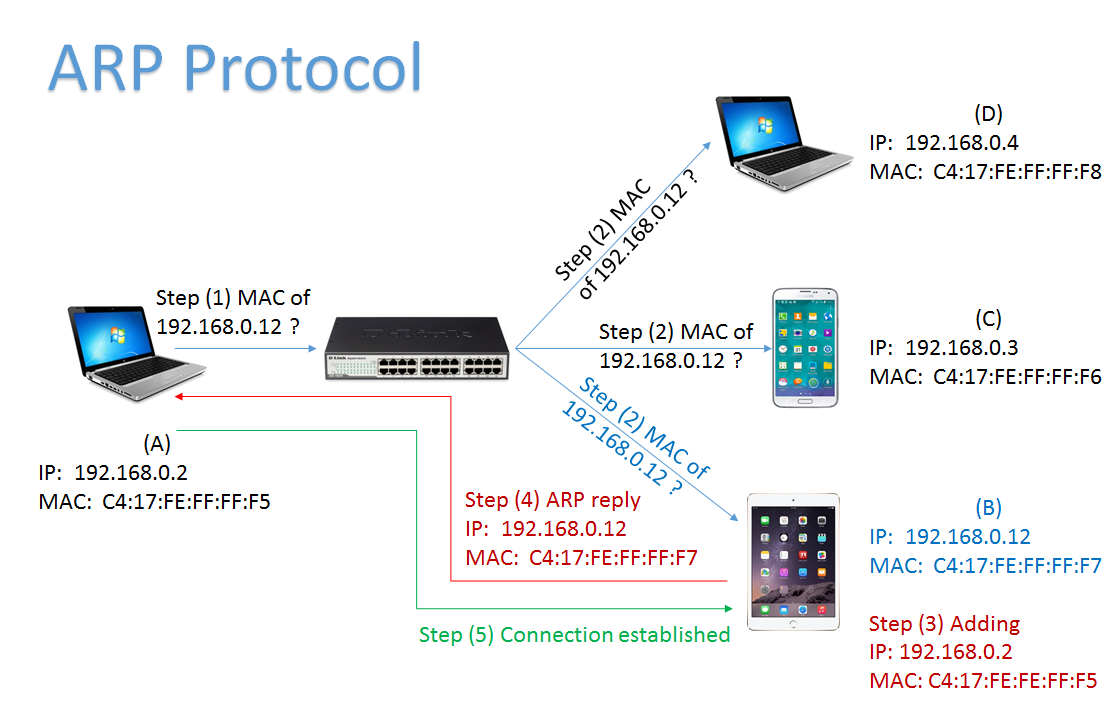 ARP Protocol
(D)
IP: 192.168.0.4
MAC: C4:17:FE:FF:FF:F8
Step (2) MAC
of 192.168.0.12 ?
Step (1) MAC of
192.168.0.12 ?
D-Link
Step (2) MAC of
192.168.0.12 ?
(C)
IP: 192.168.0.3
MAC: C4:17:FE:FF:FF:F6
Step (2) MAC of
192.168.0.12 ?
(A)
IP: 192.168.0.2
MAC: C4:17:FE:FF:FF:F5
Step (4) ARP reply
IP: 192.168.0.12
MAC: C4:17:FE:FF:FF:F7
(B)
IP: 192.168.0.12
MAC: C4:17:FE:FF:FF:F7
Step (5) Connection established
Step (3) Adding
IP: 192.168.0.2
MAC: C4:17:FE:FE:FF:F5